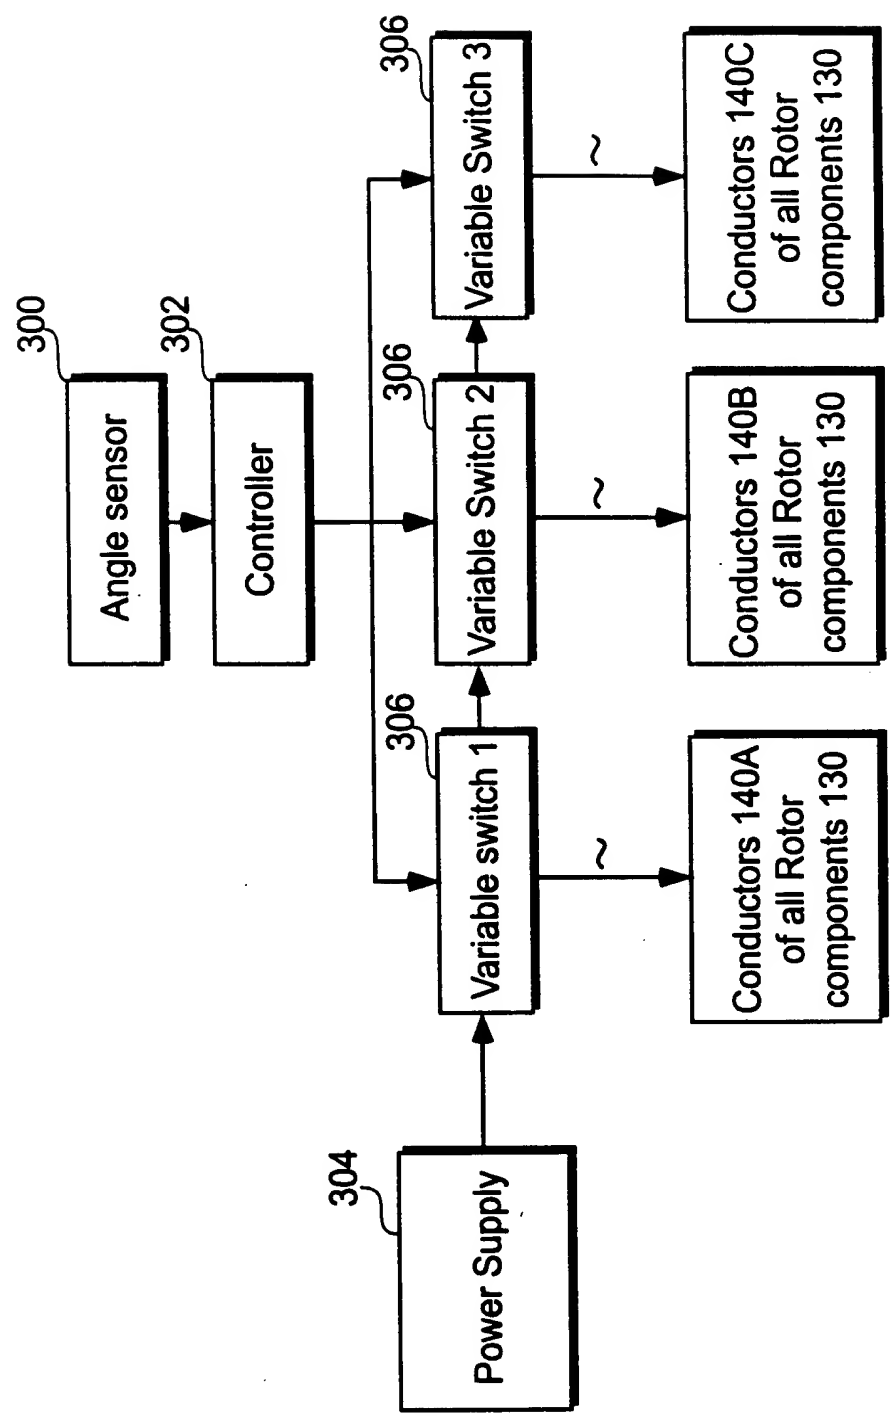 300
Angle sensor
302
Controller
304
Power Supply
306
Variable switch 1
306
Variable Switch 2
306
Variable Switch 3
~
~
~
Conductors 140A
of all Rotor
components 130
Conductors 140B
of all Rotor
components 130
Conductors 140C
of all Rotor
components 130